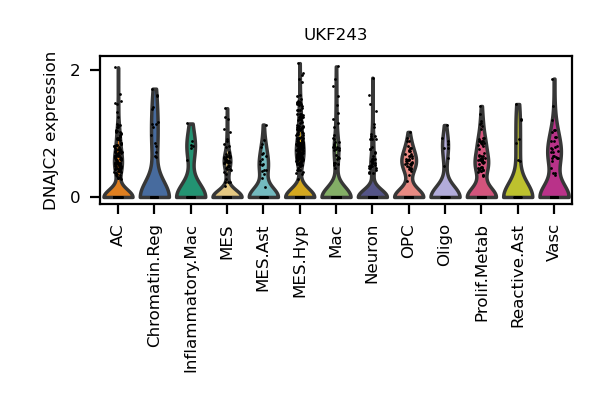 UKF243
DNAJC2 expression
2
0
AC
Chromatin.Reg
Inflammatory.Mac
MES
MES.Ast
MES.Hyp
Mac
Neuron
OPC
Oligo
Prolif.Metab
Reactive.Ast
Vasc